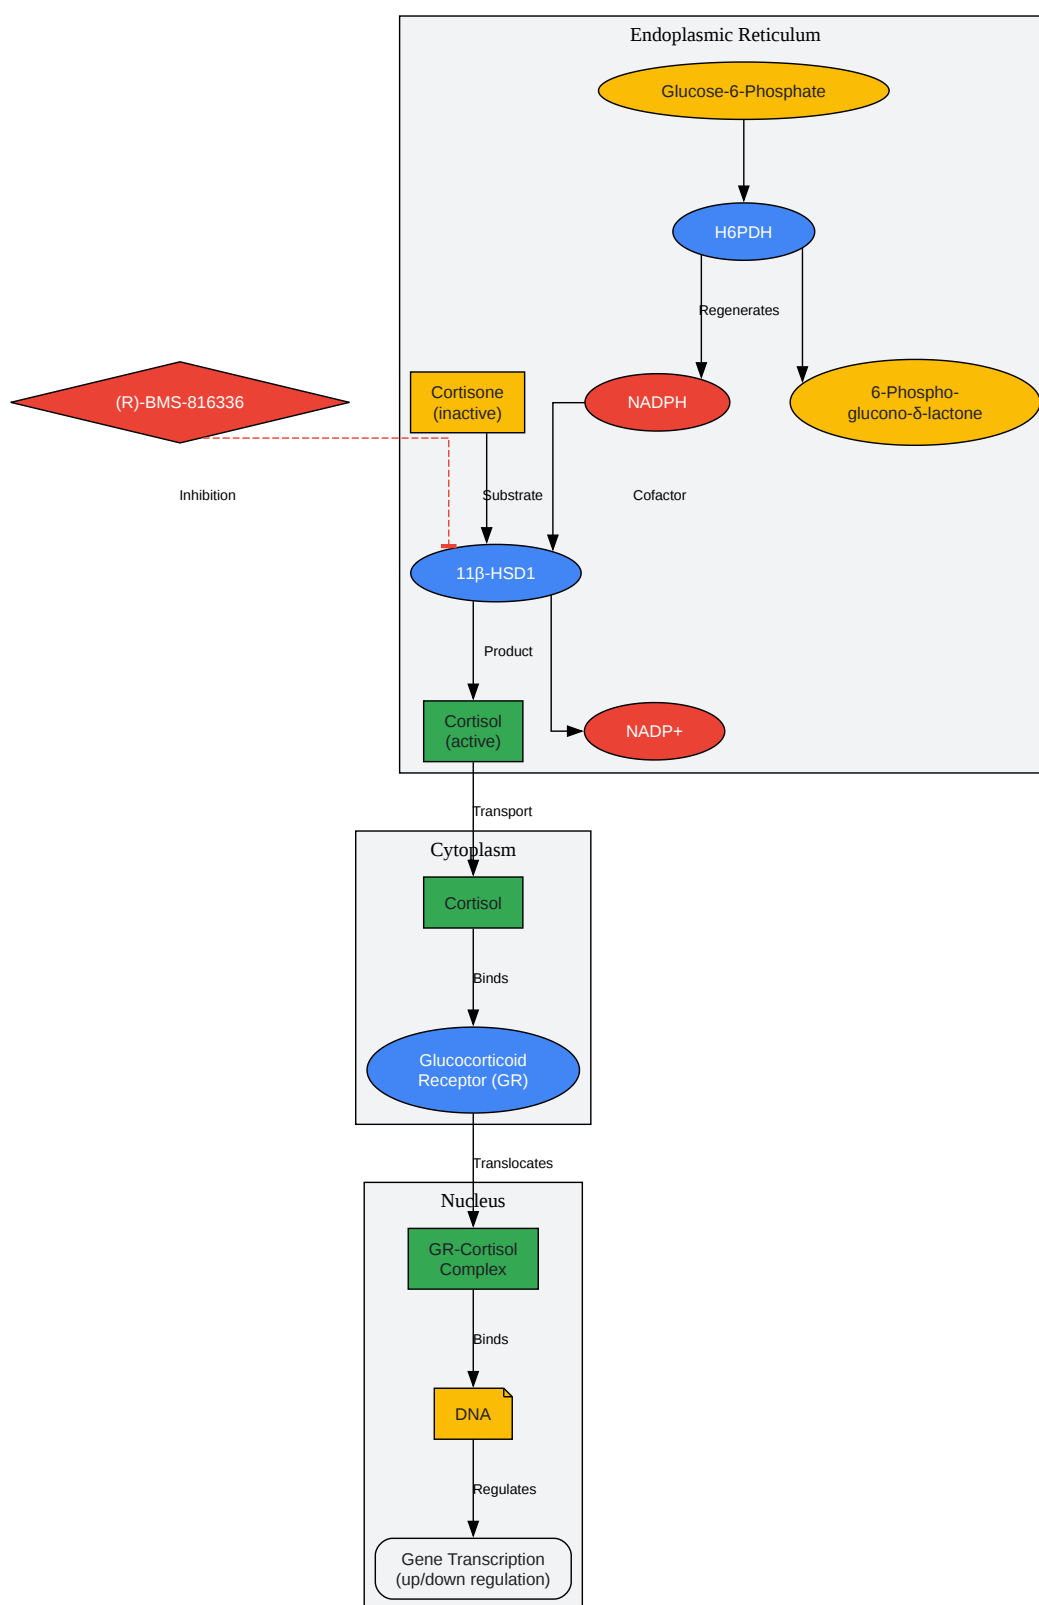 Endoplasmic Reticulum
Glucose-6-Phosphate
H6PDH
Regenerates
(R)-BMS-816336
Cortisone
(inactive)
NADPH
6-Phospho-
glucono-δ-lactone
Inhibition
Substrate
Cofactor
11β-HSD1
Product
Cortisol
(active)
NADP+
Transport
Cytoplasm
Cortisol
Binds
Glucocorticoid
Receptor (GR)
Translocates
Nucleus
GR-Cortisol
Complex
Binds
DNA
Regulates
Gene Transcription
(up/down regulation)